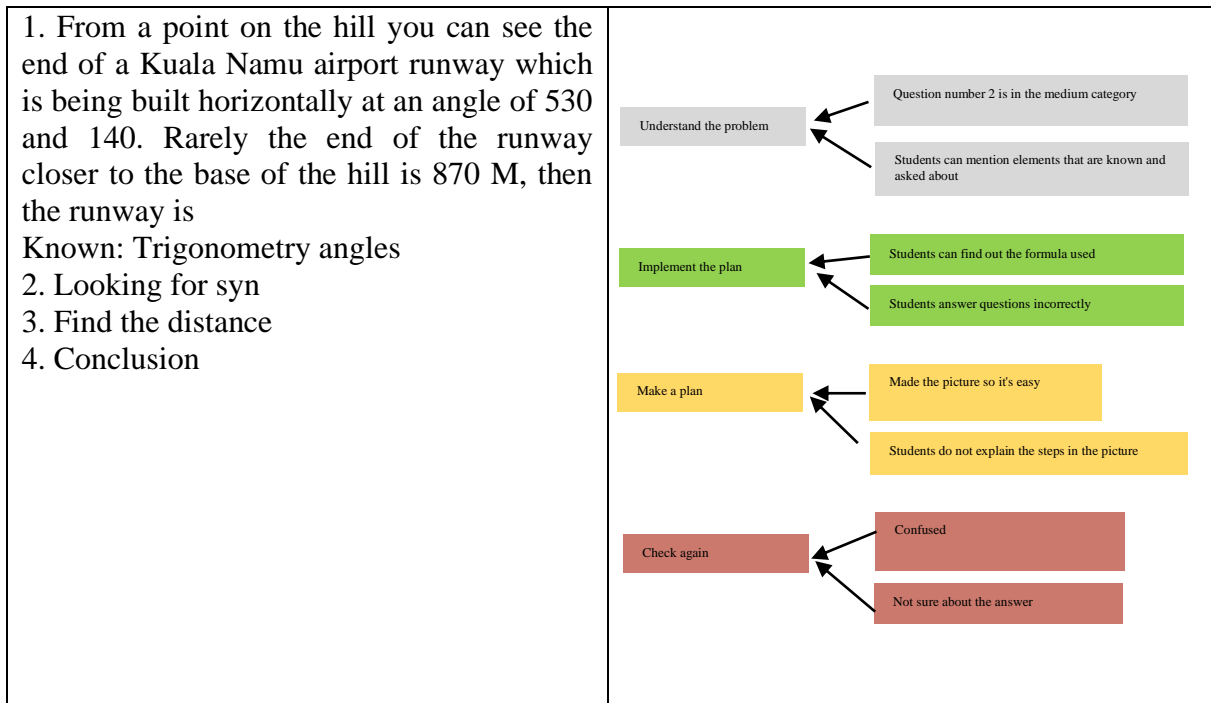 1. From a point on the hill you can see the
end of a Kuala Namu airport runway which
is being built horizontally at an angle of 530
and 140. Rarely the end of the runway
closer to the base of the hill is 870 M, then
the runway is
Known: Trigonometry angles
2. Looking for syn
3. Find the distance
4. Conclusion
Understand the problem
Question number 2 is in the medium category
Students can mention elements that are known and
asked about
Implement the plan
Students can find out the formula used
Students answer questions incorrectly
Make a plan
Made the picture so it's easy
Students do not explain the steps in the picture
Check again
Confused
Not sure about the answer